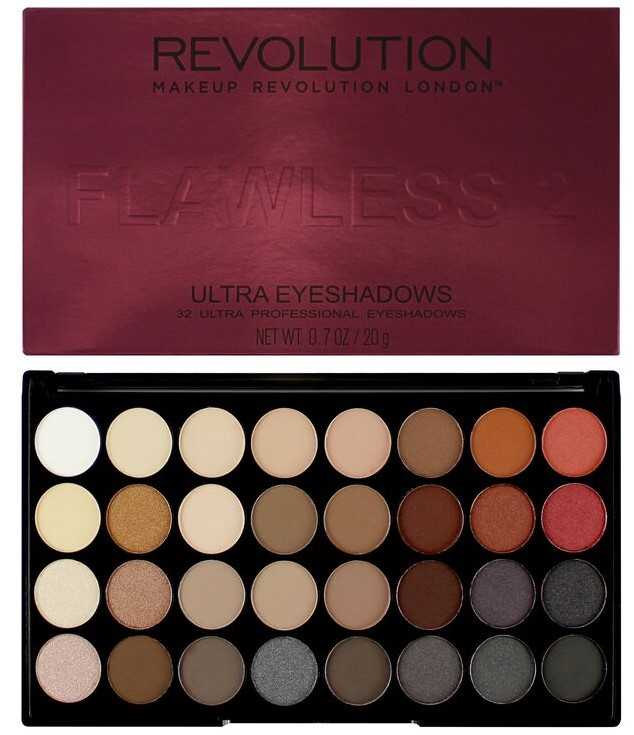 REVOLUTION
MAKEUP REVOLUTION LONDON™
FLAWLESS 2
ULTRA EYESHADOWS
32 ULTRA PROFESSIONAL EYESHADOWS
NET WT. 0.7 OZ / 20 g